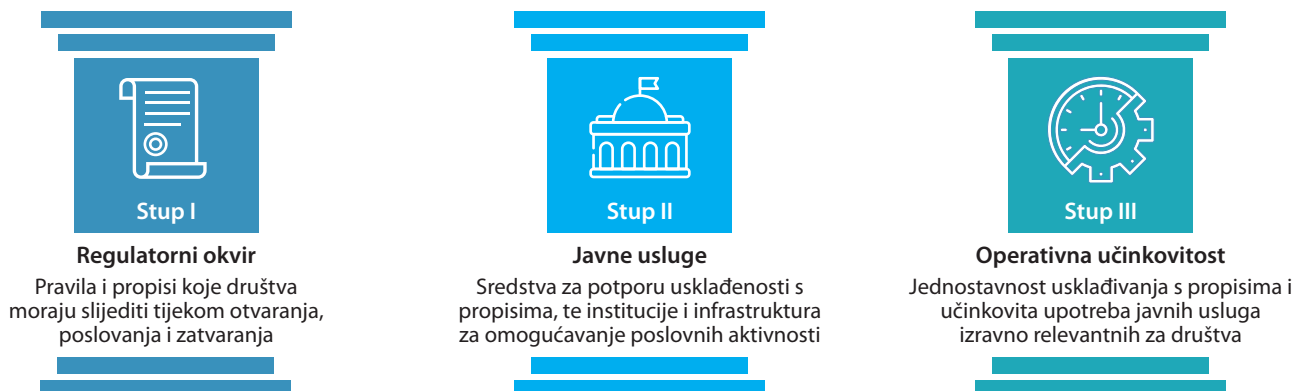 Stup I
Regulatorni okvir
Pravila i propisi koje društva
moraju slijediti tijekom otvaranja,
poslovanja i zatvaranja
Stup II
Javne usluge
Sredstva za potporu usklađenosti s
propisima, te institucije i infrastruktura
za omogućavanje poslovnih aktivnosti
Stup III
Operativna učinkovitost
Jednostavnost usklađivanja s propisima i
učinkovita upotreba javnih usluga
izravno relevantnih za društva